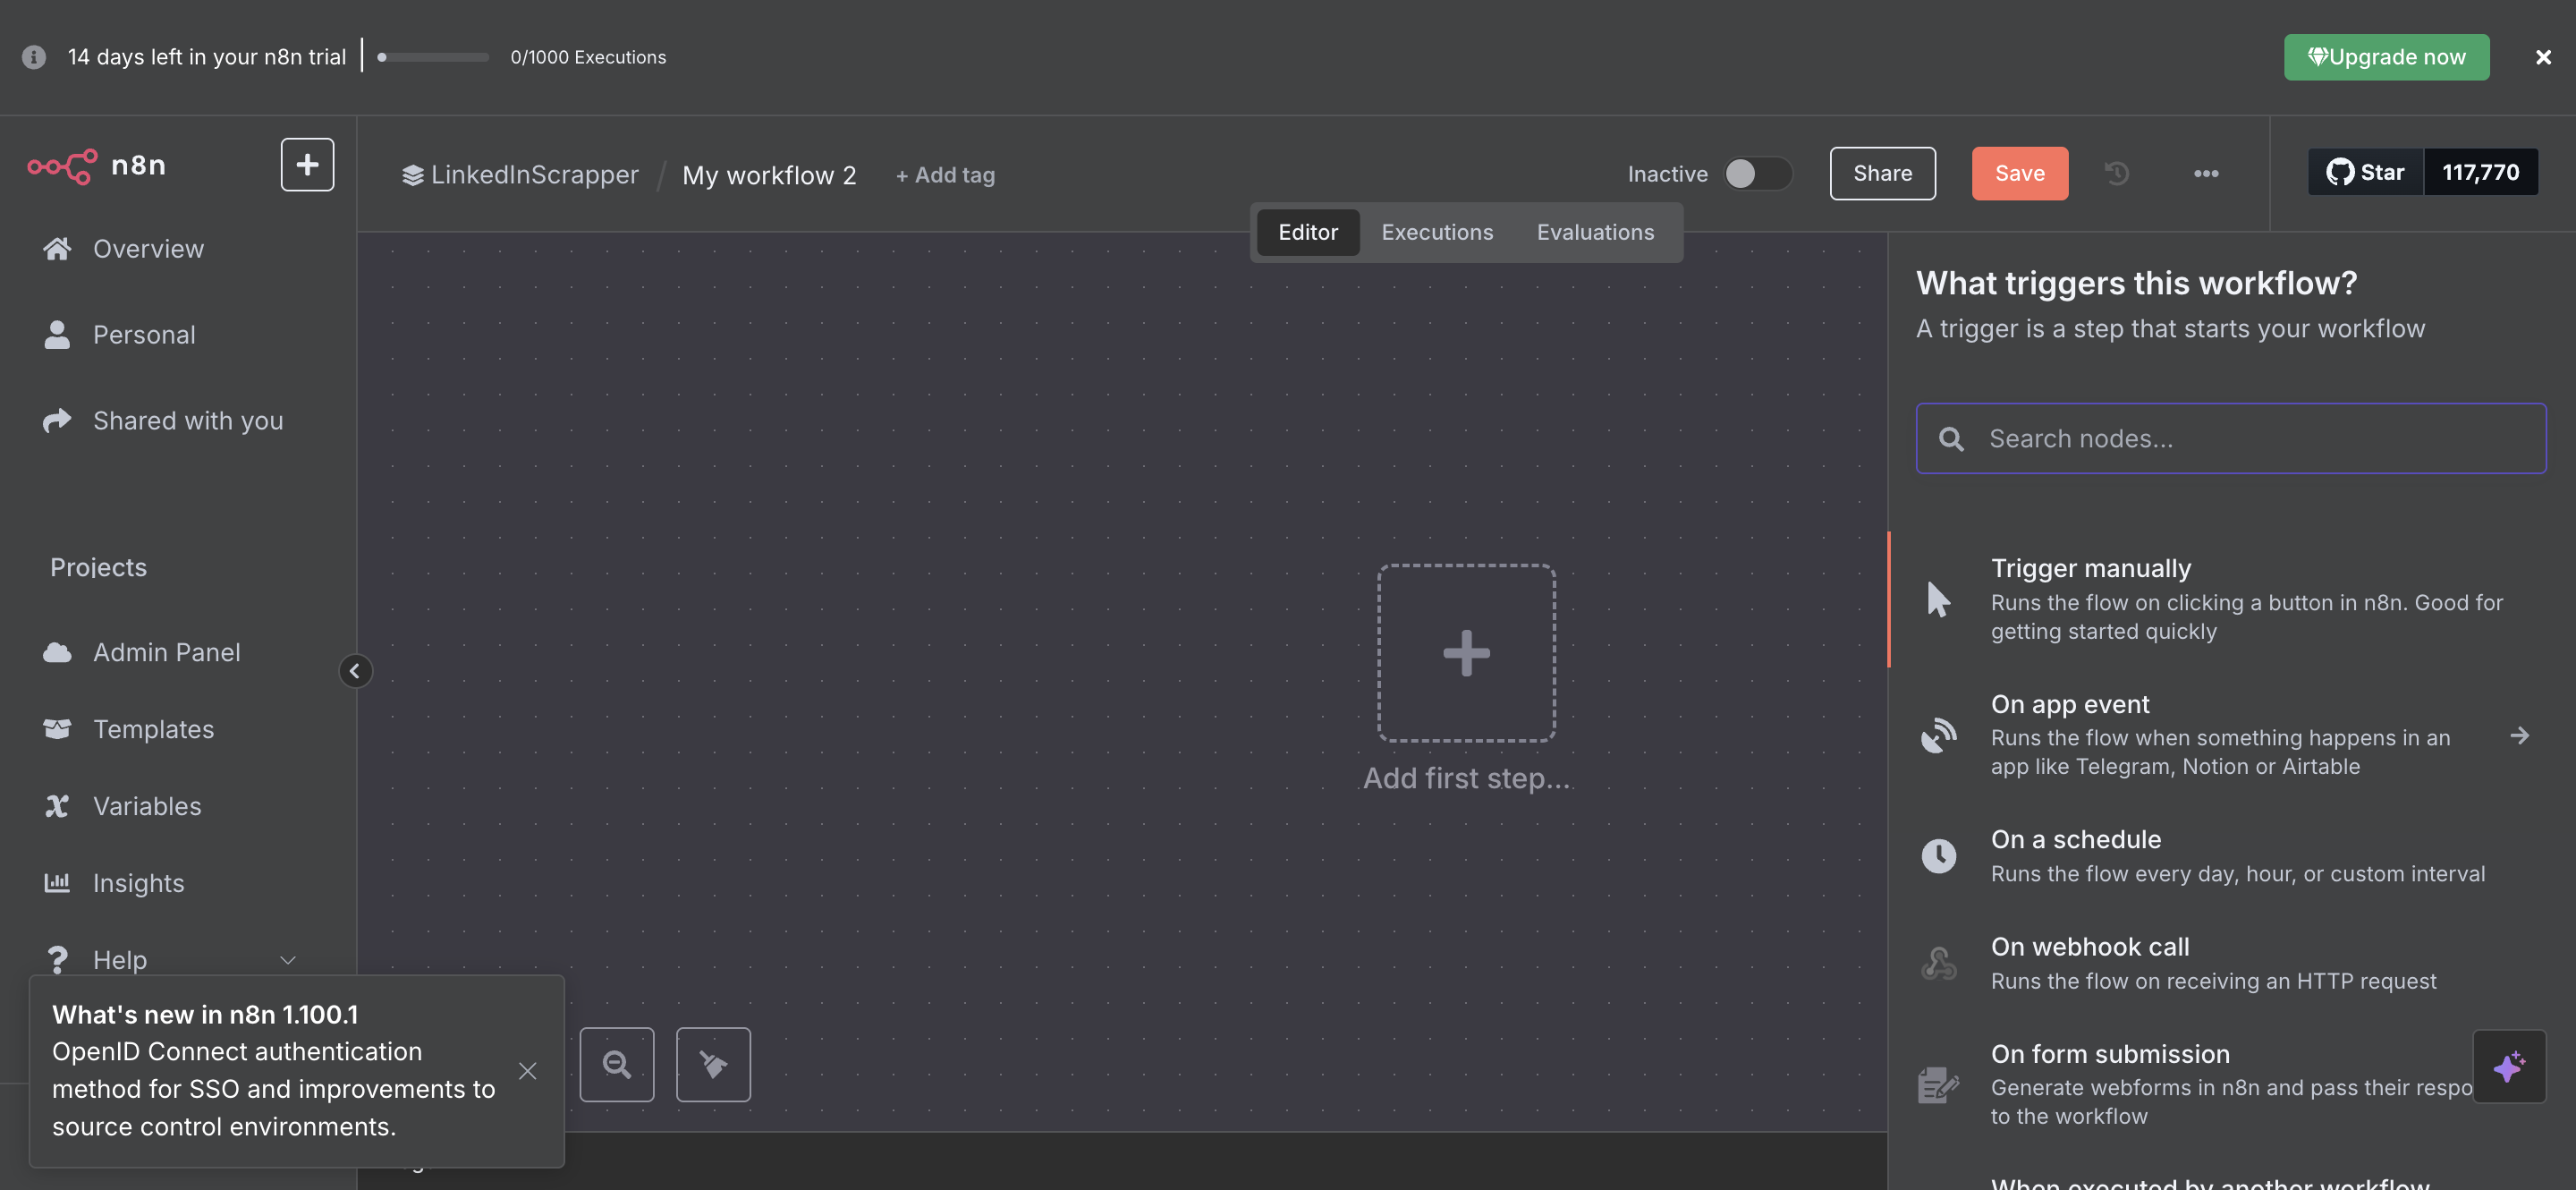 14 days left in your n8n trial
0/1000 Executions
Upgrade now
n8n
LinkedInScrapper / My workflow 2
+ Add tag
Inactive
Share
Save
Star
117,770
Editor
Executions
Evaluations
Overview
Personal
Shared with you
Projects
Admin Panel
Templates
Variables
Insights
Help
What's new in n8n 1.100.1
OpenID Connect authentication
method for SSO and improvements to
source control environments.
Add first step...
What triggers this workflow?
A trigger is a step that starts your workflow
Search nodes...
Trigger manually
Runs the flow on clicking a button in n8n. Good for
getting started quickly
On app event
Runs the flow when something happens in an
app like Telegram, Notion or Airtable
On a schedule
Runs the flow every day, hour, or custom interval
On webhook call
Runs the flow on receiving an HTTP request
On form submission
Generate webforms in n8n and pass their respo
to the workflow
When executed by another workflow